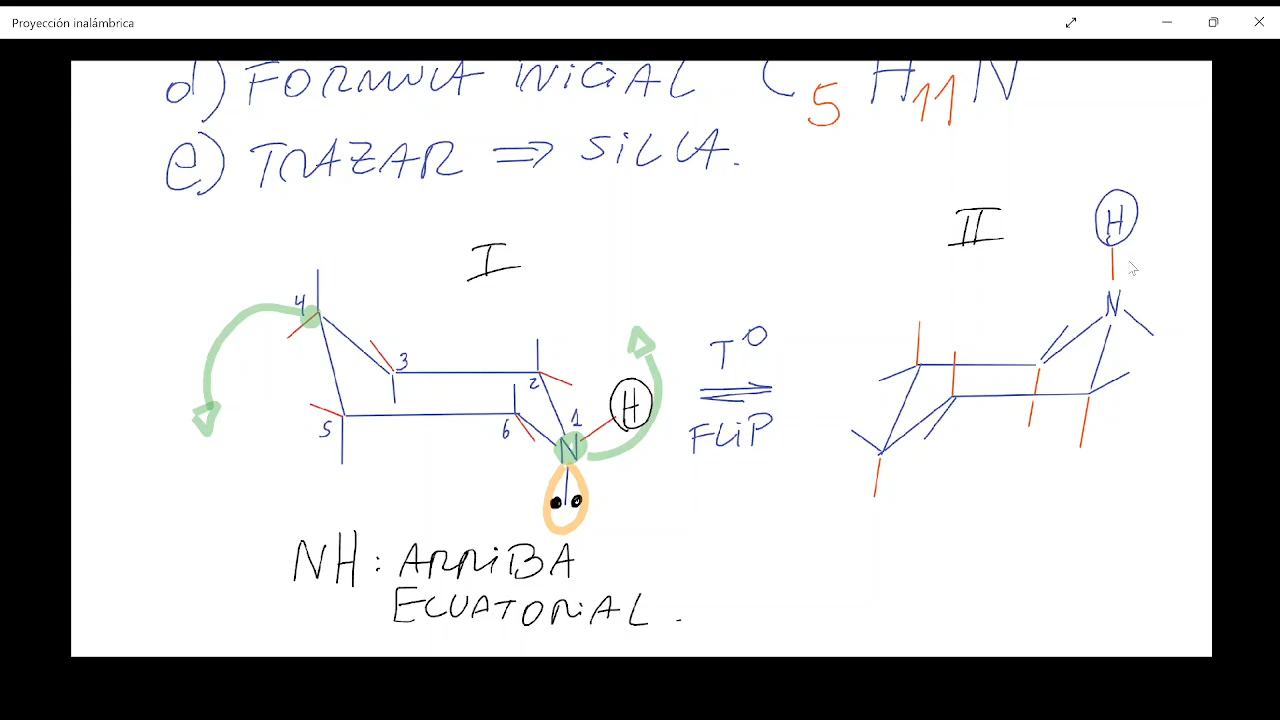 Proyección inalámbrica
d) FORMULA INICIAL C5H11N
e) TRAZAR ⇒ SILLA.
I
II
H
4
3
2
1
H
5
6
N
T°
FLIP
N
NH: ARRIBA
ECUATORIAL.